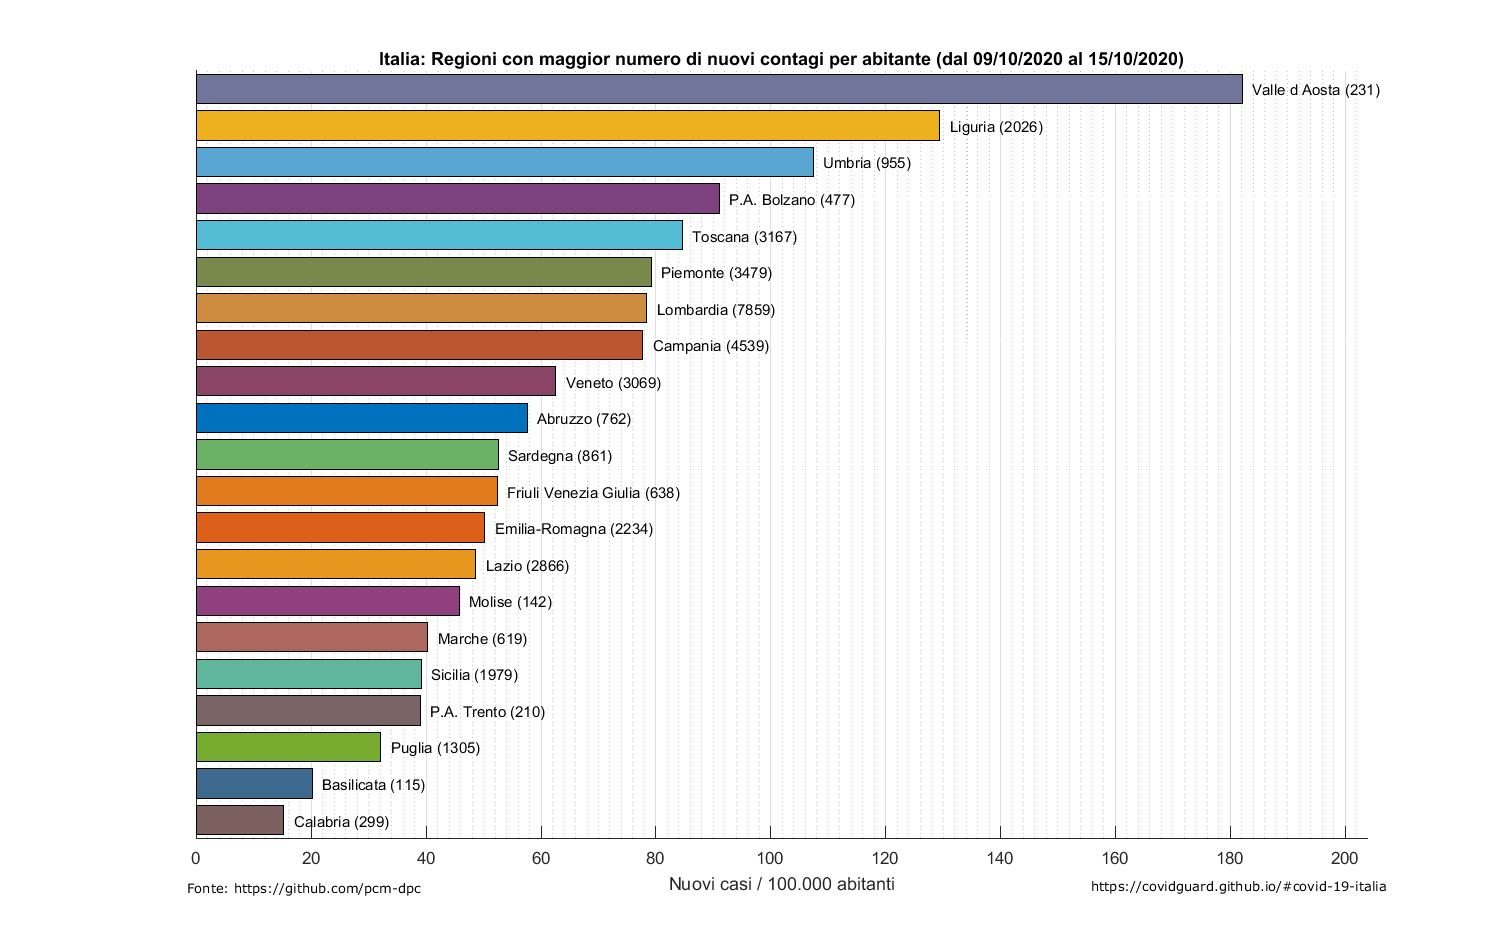 Italia: Regioni con maggior numero di nuovi contagi per abitante (dal 09/10/2020 al 15/10/2020)
Valle d Aosta (231)
Liguria (2026)
Umbria (955)
P.A. Bolzano (477)
Toscana (3167)
Piemonte (3479)
Lombardia (7859)
Campania (4539)
Veneto (3069)
Abruzzo (762)
Sardegna (861)
Friuli Venezia Giulia (638)
Emilia-Romagna (2234)
Lazio (2866)
Molise (142)
Marche (619)
Sicilia (1979)
P.A. Trento (210)
Puglia (1305)
Basilicata (115)
Calabria (299)
0 20 40 60 80 100 120 140 160 180 200
Nuovi casi / 100.000 abitanti
Fonte: https://github.com/pcm-dpc
https://covidguard.github.io/#covid-19-italia